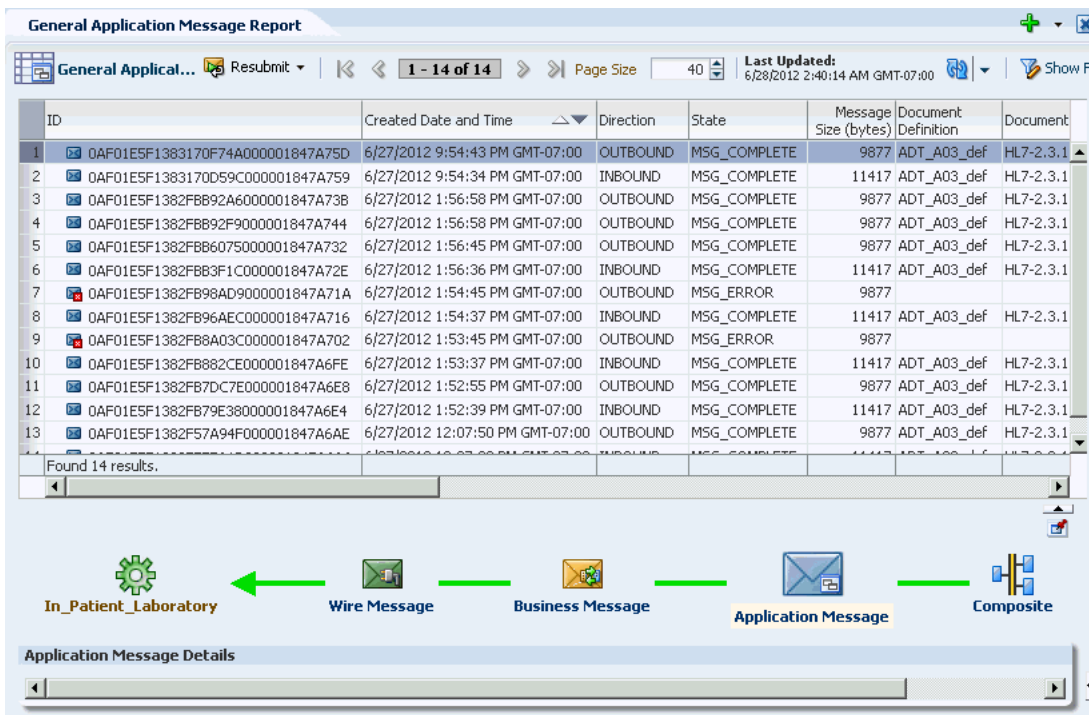 General Application Message Report
General Applicat... Resubmit 1 - 14 of 14 Page Size 40 Last Updated: 6/28/2012 2:40:14 AM GMT-07:00 Show F
ID Created Date and Time Direction State Message Size (bytes) Document Definition Document
1 0AF01E5F1383170F74A000001847A75D 6/27/2012 9:54:43 PM GMT-07:00 OUTBOUND MSG_COMPLETE 9877 ADT_A03_def HL7-2.3.1
2 0AF01E5F1383170D59C000001847A759 6/27/2012 9:54:34 PM GMT-07:00 INBOUND MSG_COMPLETE 11417 ADT_A03_def HL7-2.3.1
3 0AF01E5F1382FBB92A6000001847A73B 6/27/2012 1:56:58 PM GMT-07:00 OUTBOUND MSG_COMPLETE 9877 ADT_A03_def HL7-2.3.1
4 0AF01E5F1382FBB92F9000001847A744 6/27/2012 1:56:58 PM GMT-07:00 OUTBOUND MSG_COMPLETE 9877 ADT_A03_def HL7-2.3.1
5 0AF01E5F1382FBB6075000001847A732 6/27/2012 1:56:45 PM GMT-07:00 OUTBOUND MSG_COMPLETE 9877 ADT_A03_def HL7-2.3.1
6 0AF01E5F1382FBB3F1C000001847A72E 6/27/2012 1:56:36 PM GMT-07:00 INBOUND MSG_COMPLETE 11417 ADT_A03_def HL7-2.3.1
7 0AF01E5F1382FB98AD9000001847A71A 6/27/2012 1:54:45 PM GMT-07:00 OUTBOUND MSG_ERROR 9877
8 0AF01E5F1382FB96AEC000001847A716 6/27/2012 1:54:37 PM GMT-07:00 INBOUND MSG_COMPLETE 11417 ADT_A03_def HL7-2.3.1
9 0AF01E5F1382FB8A03C000001847A702 6/27/2012 1:53:45 PM GMT-07:00 OUTBOUND MSG_ERROR 9877
10 0AF01E5F1382FB882CE000001847A6FE 6/27/2012 1:53:37 PM GMT-07:00 INBOUND MSG_COMPLETE 11417 ADT_A03_def HL7-2.3.1
11 0AF01E5F1382FB7DC7E000001847A6E8 6/27/2012 1:52:55 PM GMT-07:00 OUTBOUND MSG_COMPLETE 9877 ADT_A03_def HL7-2.3.1
12 0AF01E5F1382FB79E38000001847A6E4 6/27/2012 1:52:39 PM GMT-07:00 INBOUND MSG_COMPLETE 11417 ADT_A03_def HL7-2.3.1
13 0AF01E5F1382F57A94F000001847A6AE 6/27/2012 12:07:50 PM GMT-07:00 OUTBOUND MSG_COMPLETE 9877 ADT_A03_def HL7-2.3.1
Found 14 results.
In_Patient_Laboratory Wire Message Business Message Application Message Composite
Application Message Details